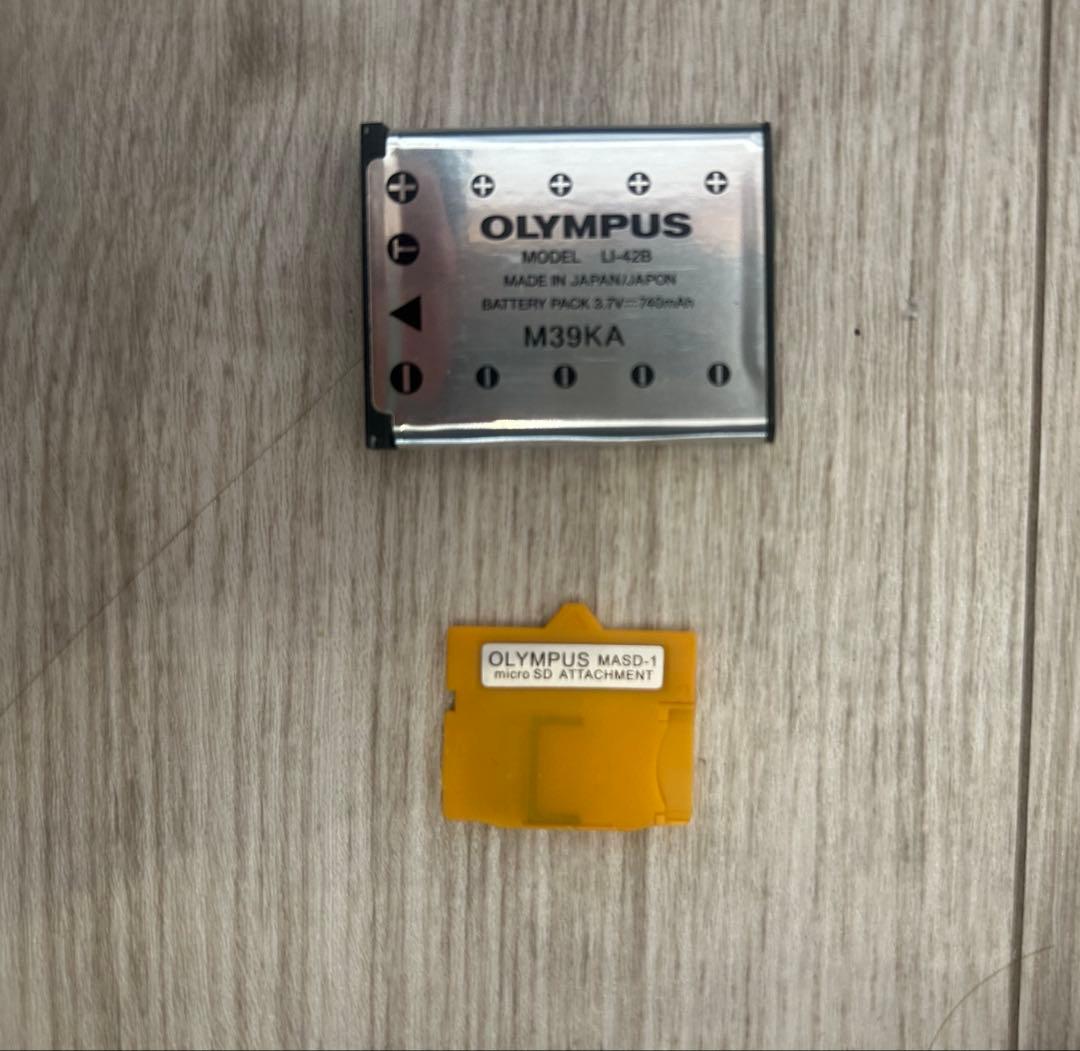 OLYMPUS
MODEL LI-42B
MADE IN JAPAN/JAPON
BATTERY PACK 3.7V⎓740mAh
M39KA
OLYMPUS MASD-1
micro SD ATTACHMENT